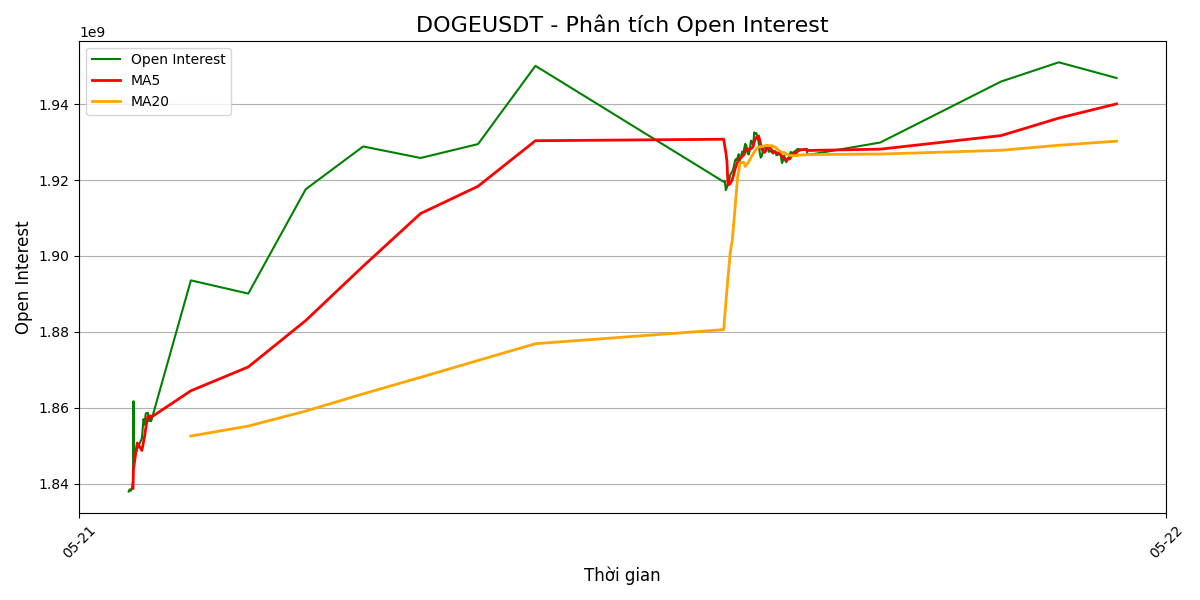 DOGEUSDT - Phân tích Open Interest
1e9
Open Interest
MA5
MA20
1.94
1.92
1.90
1.88
1.86
1.84
Open Interest
05-21
05-22
Thời gian